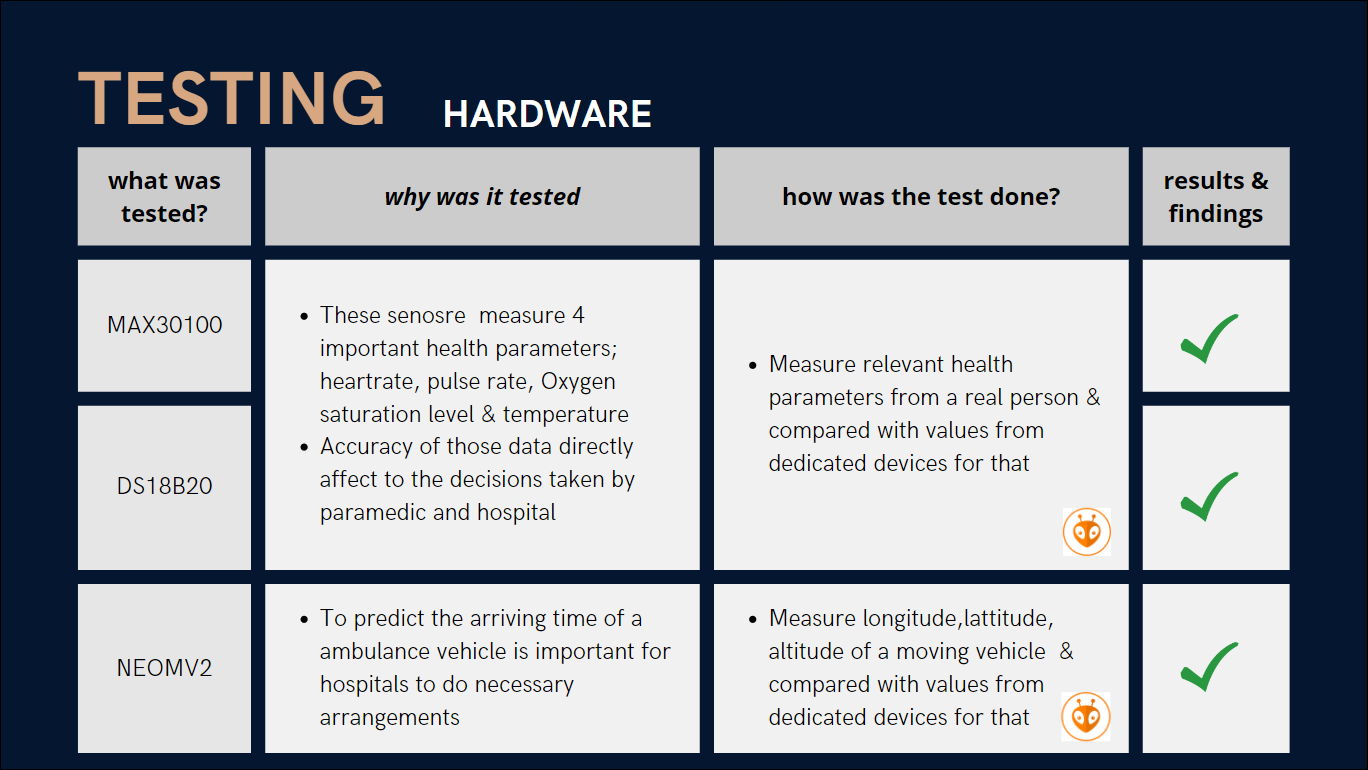 TESTING
HARDWARE
what was
tested?
why was it tested
how was the test done?
results &
findings
MAX30100
• These senosre  measure 4
important health parameters;
heartrate, pulse rate, Oxygen
saturation level & temperature
• Accuracy of those data directly
affect to the decisions taken by
paramedic and hospital
• Measure relevant health
parameters from a real person &
compared with values from
dedicated devices for that
DS18B20
NEOMV2
• To predict the arriving time of a
ambulance vehicle is important for
hospitals to do necessary
arrangements
• Measure longitude,lattitude,
altitude of a moving vehicle  &
compared with values from
dedicated devices for that